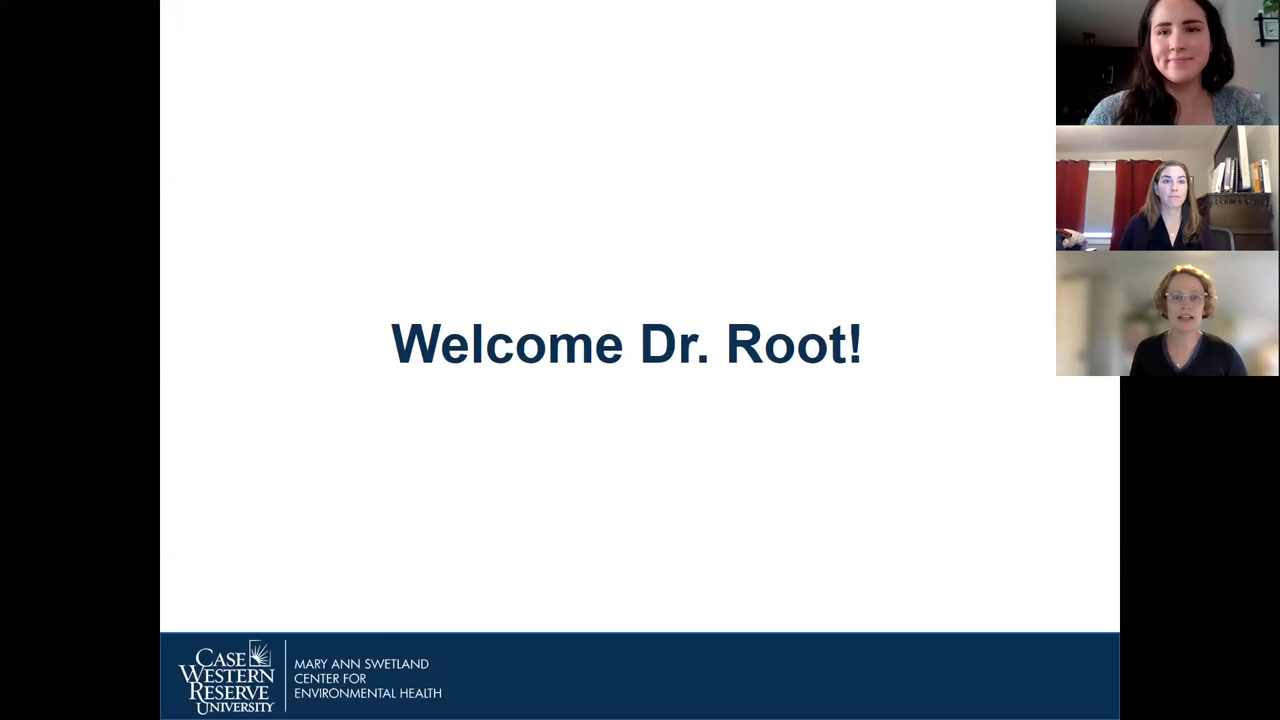 Welcome Dr. Root!
CASE
WESTERN
RESERVE
UNIVERSITY
MARY ANN SWETLAND
CENTER FOR
ENVIRONMENTAL HEALTH